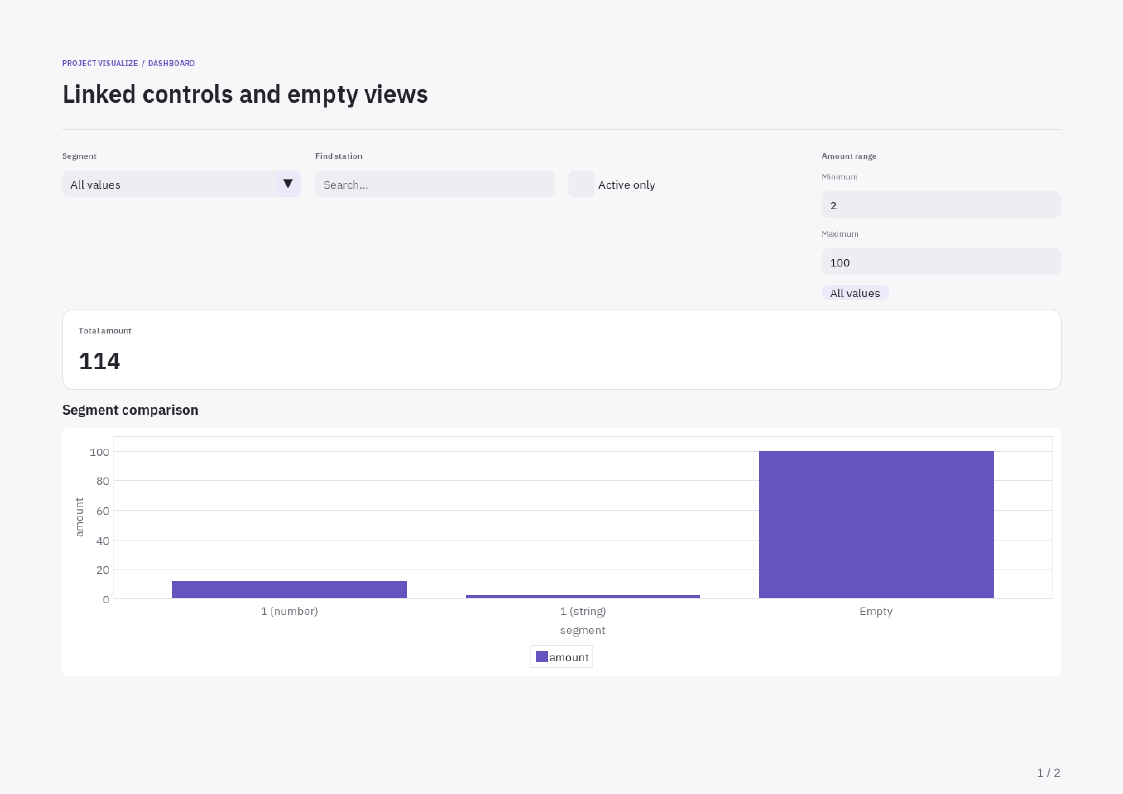 PROJECT VISUALIZE / DASHBOARD
Linked controls and empty views
Segment
All values
▼
Find station
Search...
Active only
Amount range
Minimum
2
Maximum
100
All values
Total amount
114
Segment comparison
100
80
60
40
20
0
amount
1 (number)
1 (string)
Empty
segment
amount
1 / 2